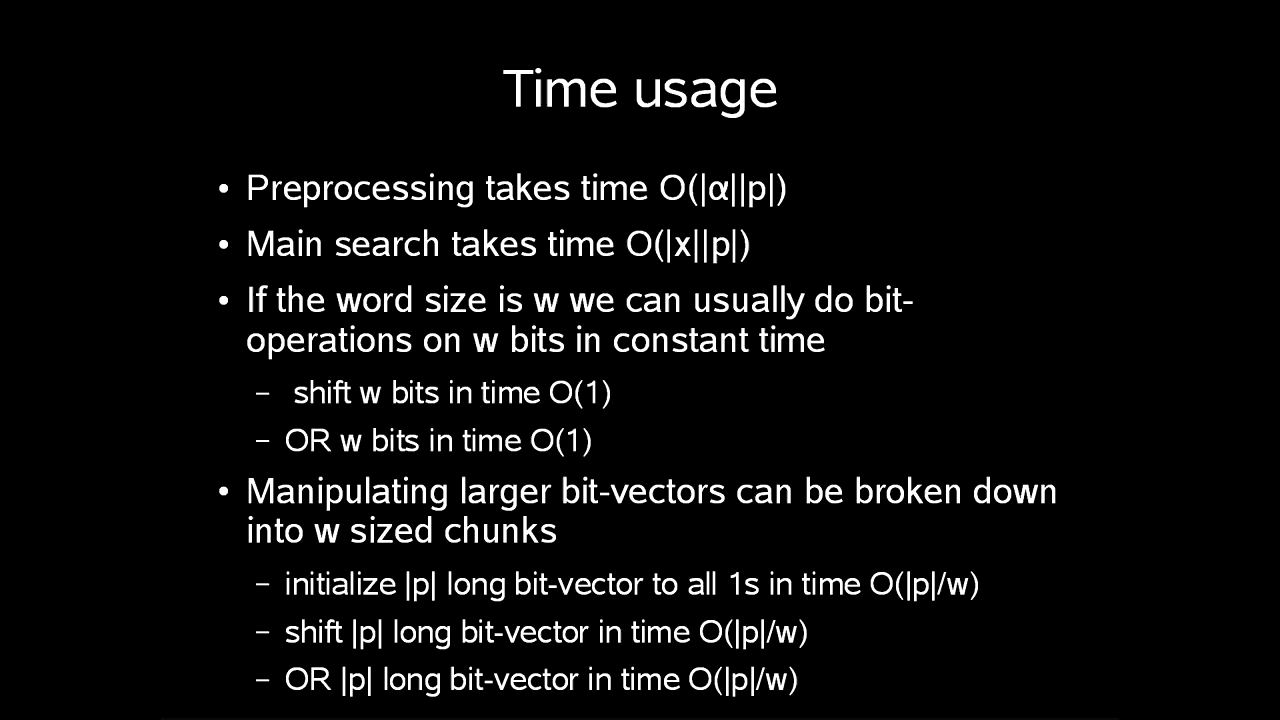 Time usage
• Preprocessing takes time O(|α||p|)
• Main search takes time O(|x||p|)
• If the word size is w we can usually do bit-
operations on w bits in constant time
– shift w bits in time O(1)
– OR w bits in time O(1)
• Manipulating larger bit-vectors can be broken down
into w sized chunks
– initialize |p| long bit-vector to all 1s in time O(|p|/w)
– shift |p| long bit-vector in time O(|p|/w)
– OR |p| long bit-vector in time O(|p|/w)